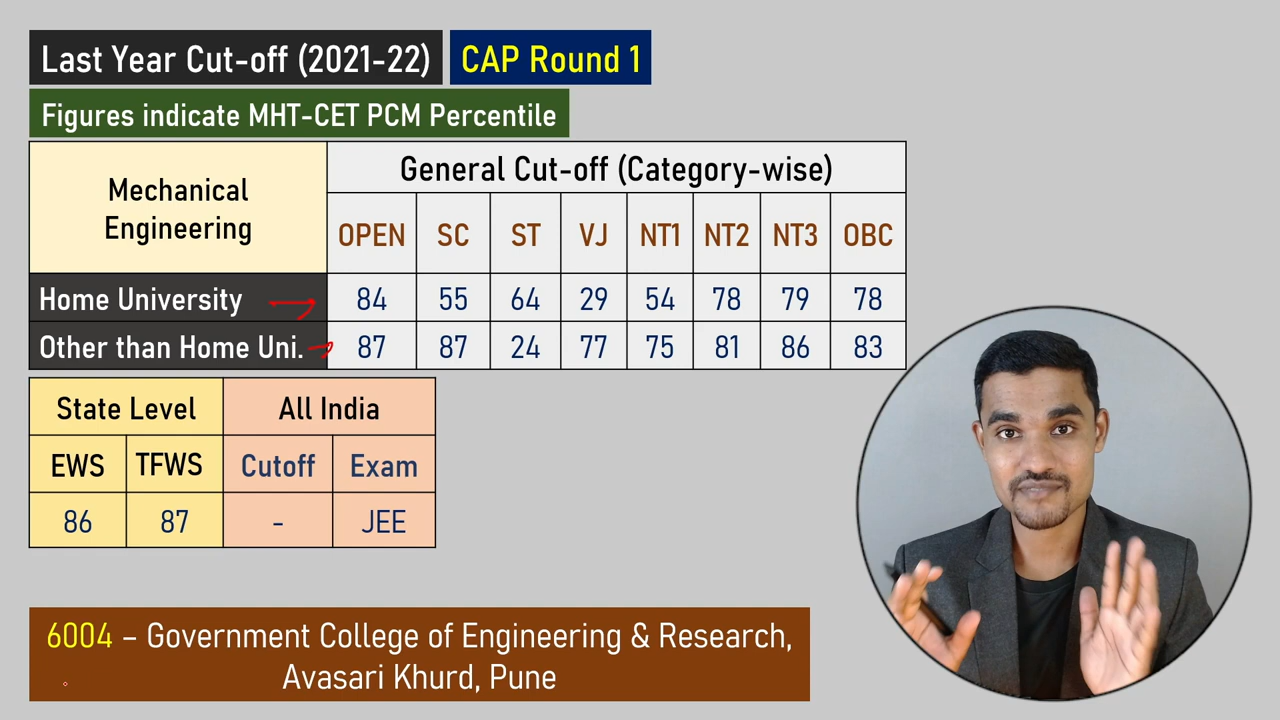 Last Year Cut-off (2021-22) CAP Round 1
Figures indicate MHT-CET PCM Percentile
Mechanical
Engineering
General Cut-off (Category-wise)
OPEN SC ST VJ NT1 NT2 NT3 OBC
Home University 84 55 64 29 54 78 79 78
Other than Home Uni. 87 87 24 77 75 81 86 83
State Level All India
EWS TFWS Cutoff Exam
86 87 - JEE
6004 – Government College of Engineering & Research,
Avasari Khurd, Pune